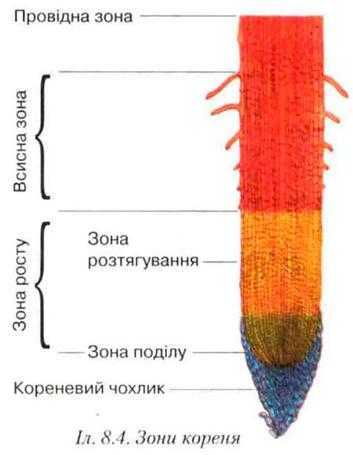 Провідна зона
Всисна зона
Зона росту
Зона
розтягування
Зона поділу
Кореневий чохлик
Іл. 8.4. Зони кореня